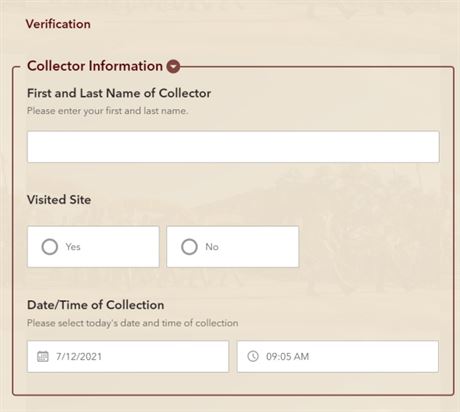 Verification
Collector Information
First and Last Name of Collector
Please enter your first and last name.
Visited Site
Yes
No
Date/Time of Collection
Please select today's date and time of collection
7/12/2021
09:05 AM